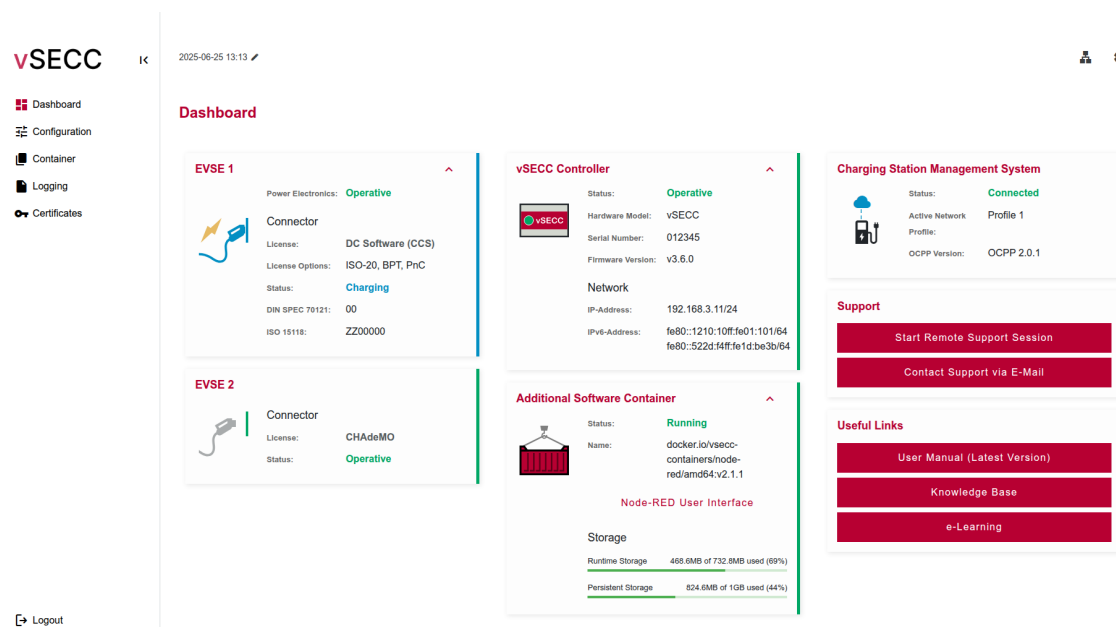 vSECC
Dashboard
Configuration
Container
Logging
Certificates
Logout
2025-06-25 13:13
Dashboard
EVSE 1
Power Electronics: Operative
Connector
License: DC Software (CCS)
License Options: ISO-20, BPT, PnC
Status: Charging
DIN SPEC 70121: 00
ISO 15118: ZZ00000
EVSE 2
Connector
License: CHAdeMO
Status: Operative
vSECC Controller
vSECC
Status: Operative
Hardware Model: vSECC
Serial Number: 012345
Firmware Version: v3.6.0
Network
IP-Address: 192.168.3.11/24
IPv6-Address: fe80::1210:10ff:fe01:101/64
fe80::522d:f4ff:fe1d:be3b/64
Additional Software Container
Status: Running
Name: docker.io/vsecc-
containers/node-
red/amd64:v2.1.1
Node-RED User Interface
Storage
Runtime Storage 468.6MB of 732.8MB used (69%)
Persistent Storage 824.6MB of 1GB used (44%)
Charging Station Management System
Status: Connected
Active Network Profile 1
Profile:
OCPP Version: OCPP 2.0.1
Support
Start Remote Support Session
Contact Support via E-Mail
Useful Links
User Manual (Latest Version)
Knowledge Base
e-Learning